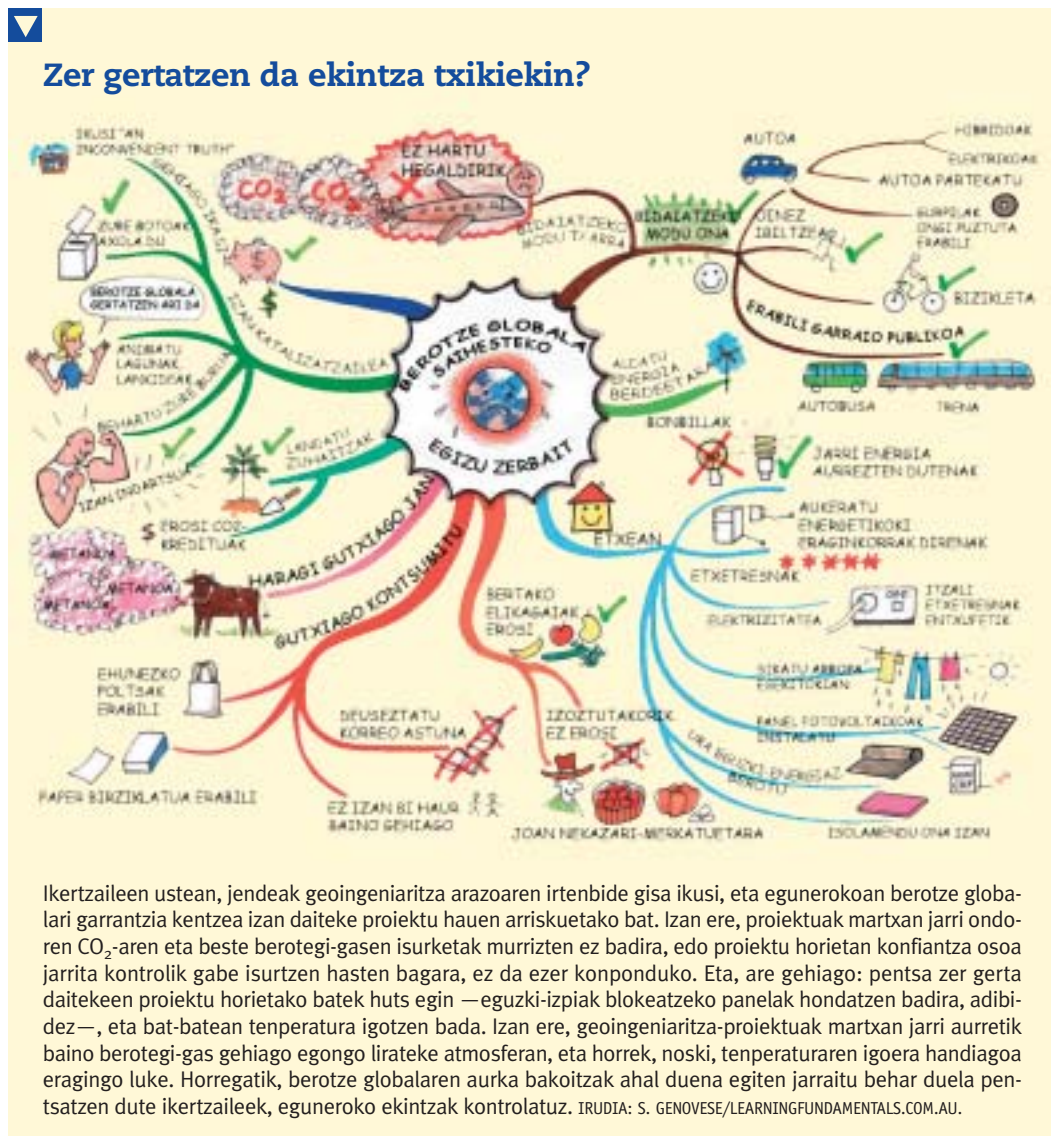 Zer gertatzen da ekintza txikiekin?
IKUSI "AN
INCONVENIENT TRUTH"
GEHIAGO IKASI
ZURE BOTOAK
AXOLA DU
BEROTZE GLOBALA
GERTATZEN ARI DA
ANIMATU
LAGUNAK
LANKIDEAK
BEHARTU ZURE BURUA
IZAN INDARTSUA
IZAN KATALIZATZAILEA
$
$
LANDATU
ZUHAITZAK
$ EROSI CO2-
KREDITUAK
CO2
CO2
EZ HARTU
HEGALDIRIK
BIDAIATZEKO
MODU TXARRA
BIDAIATZEKO
MODU ONA
AUTOA
HIBRIDOAK
ELEKTRIKOAK
AUTOA PARTEKATU
GURPILAK
ONGI PUZTUTA
ERABILI
OINEZ
IBILTZEA
BIZIKLETA
ERABILI GARRAIO PUBLIKOA
AUTOBUSA
TRENA
BEROTZE GLOBALA
SAIHESTEKO
EGIZU ZERBAIT
ENERGIA
BERDEETARA
BONBILLAK
JARRI ENERGIA
AURREZTEN DUTENAK
ETXEAN
AUKERATU
ENERGETIKOKI
ERAGINKORRAK DIRENAK
ETXETRESNAK
ELEKTRIZITATEA
ITZALI
ETXETRESNAK
ENTXUFETIK
SIKATU ARROPA
ESEKITOKIAN
PANEL FOTOVOLTAIKOAK
INSTALATU
URA EGUZKI-ENERGIAZ
BEROTU
ISOLAMENDU ONA IZAN
METANOA
METANOA
METANOA
HARAGI GUTXIAGO JAN
GUTXIAGO KONTSUMITU
BERTAKO
ELIKAGAIAK
EROSI
IZOZTUTAKORIK
EZ EROSI
JOAN NEKAZARI-MERKATUETARA
EHUNEZKO
POLTSAK
ERABILI
PAPER BIRZIKLATUA ERABILI
DEUSEZTATU
KORREO ASTUNA
EZ IZAN BI HAUR
BAINO GEHIAGO
Ikertzaileen ustean, jendeak geoingeniaritza arazoaren irtenbide gisa ikusi, eta egunerokoan berotze globa-
lari garrantzia kentzea izan daiteke proiektu hauen arriskuetako bat. Izan ere, proiektuak martxan jarri ondo-
ren CO₂-aren eta beste berotegi-gasen isurketak murrizten ez badira, edo proiektu horietan konfiantza osoa
jarrita kontrolik gabe isurtzen hasten bagara, ez da ezer konponduko. Eta, are gehiago: pentsa zer gerta
daitekeen proiektu horietako batek huts egin —eguzki-izpiak blokeatzeko panelak hondatzen badira, adibi-
dez—, eta bat-batean tenperatura igotzen bada. Izan ere, geoingeniaritza-proiektuak martxan jarri aurretik
baino berotegi-gas gehiago egongo lirateke atmosferan, eta horrek, noski, tenperaturaren igoera handiagoa
eragingo luke. Horregatik, berotze globalaren aurka bakoitzak ahal duena egiten jarraitu behar duela pen-
tsatzen dute ikertzaileek, eguneroko ekintzak kontrolatuz. IRUDIA: S. GENOVESE/LEARNINGFUNDAMENTALS.COM.AU.